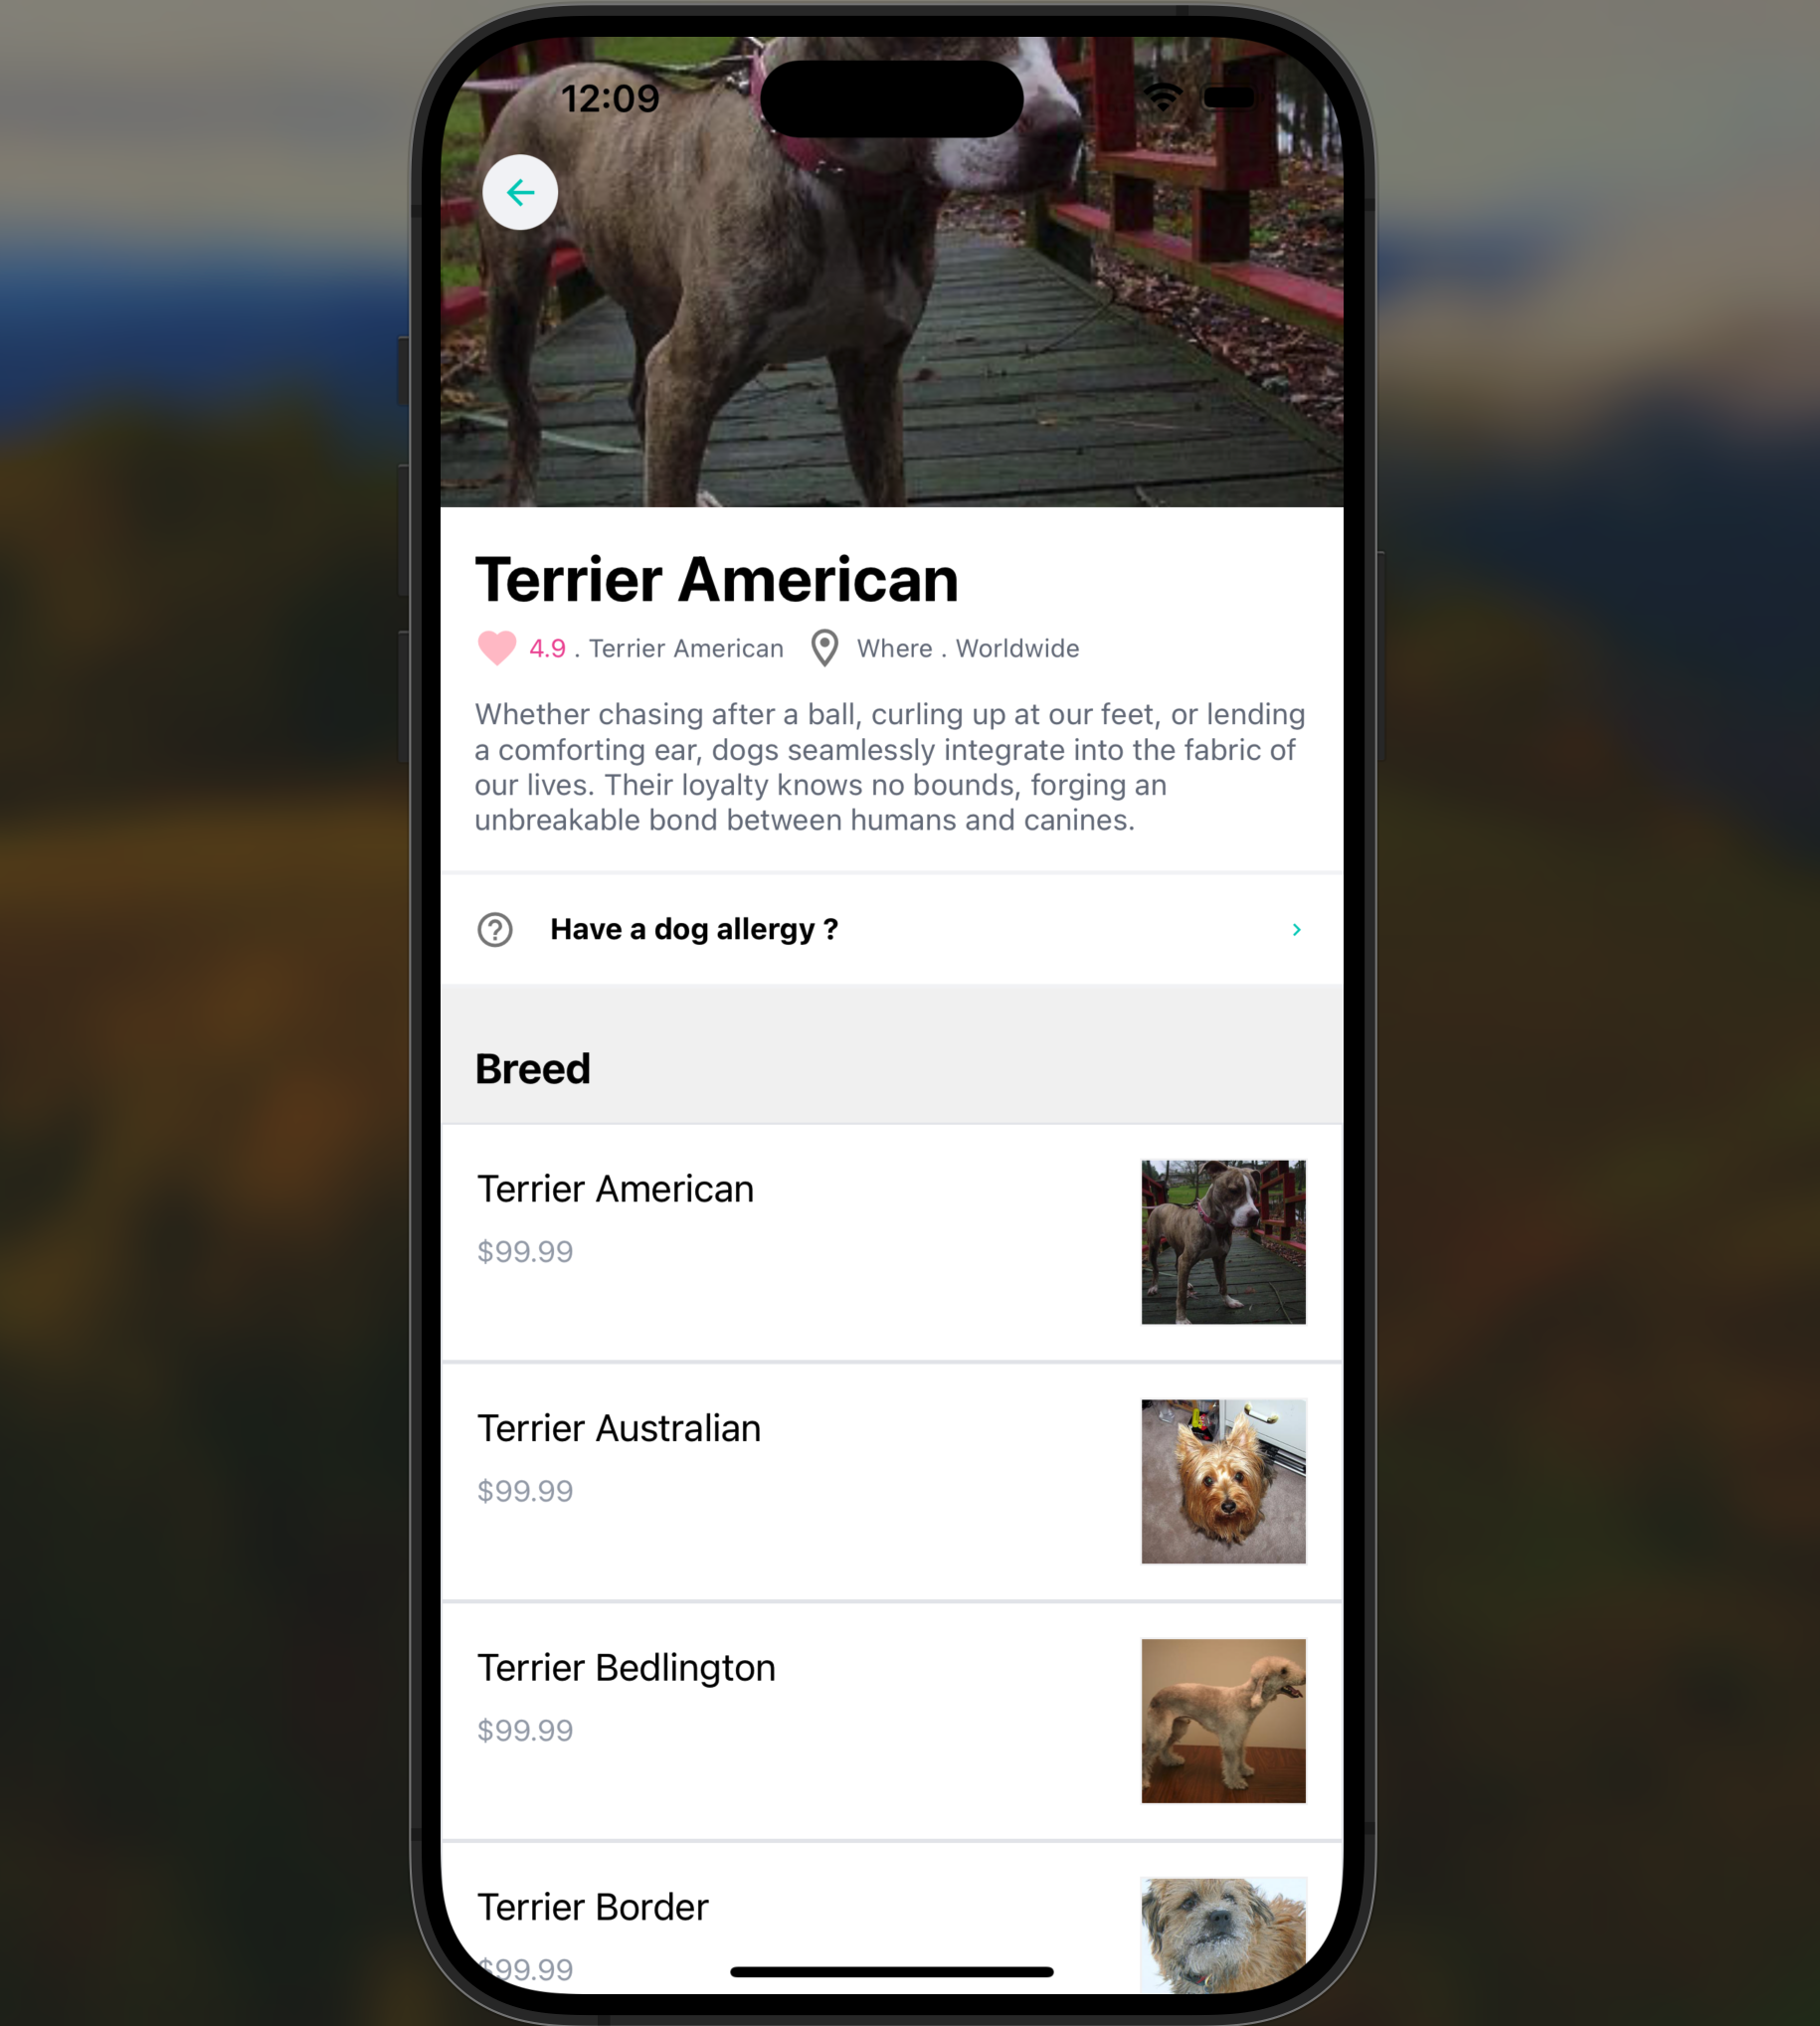 12:09
Terrier American
4.9 . Terrier American Where . Worldwide
Whether chasing after a ball, curling up at our feet, or lending
a comforting ear, dogs seamlessly integrate into the fabric of
our lives. Their loyalty knows no bounds, forging an
unbreakable bond between humans and canines.
Have a dog allergy ?
Breed
Terrier American
$99.99
Terrier Australian
$99.99
Terrier Bedlington
$99.99
Terrier Border
$99.99